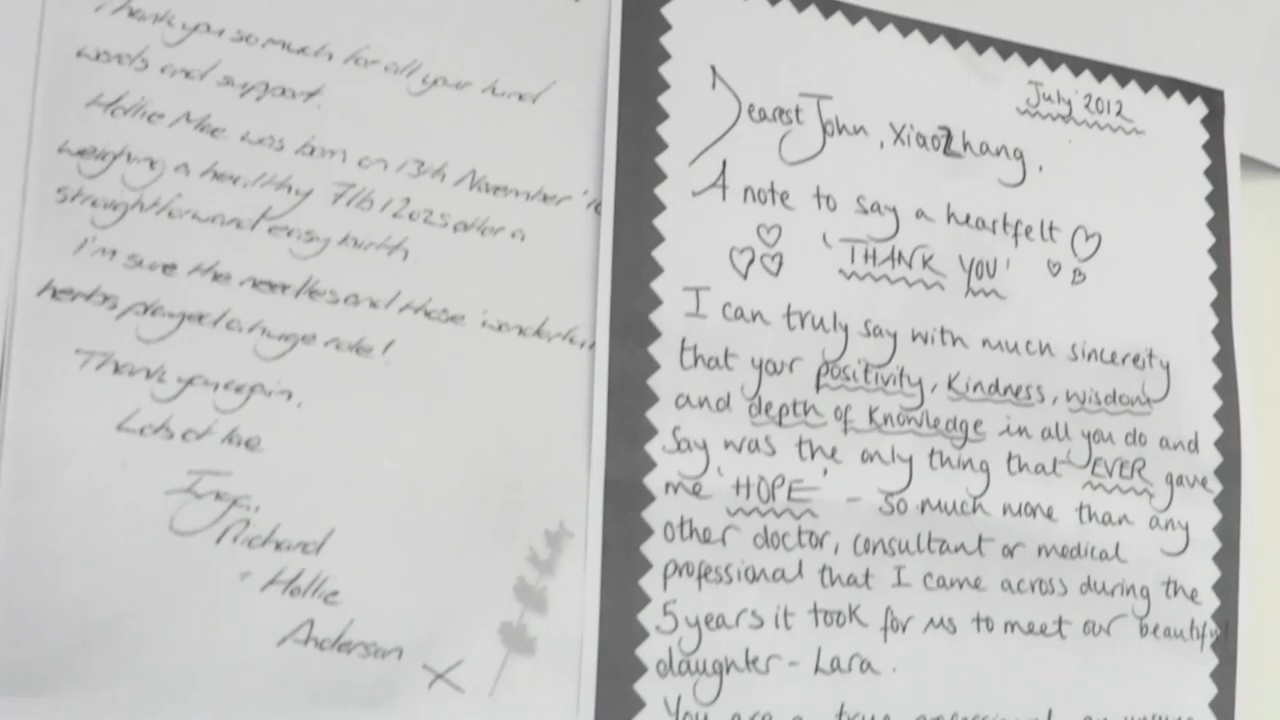 Thank you so much for all your kind
words and support.
Hollie Mae was born on 13th November
weighing a healthy 7lb 12ozs after a
straightforward easy birth.
I'm sure the needles and those 'wonderful
herbs played a huge role!
Thank you again.
Lots of love
Richard
+ Hollie
Anderson X
July 2012
Dearest John, XiaoZhang.
A note to say a heartfelt
'THANK YOU'
I can truly say with much sincereity
that your positivity, Kindness, wisdom
and depth of Knowledge in all you do and
Say was the only thing that EVER gave
me 'HOPE' - so much more than any
other doctor, consultant or medical
professional that I came across during the
5 years it took for us to meet our beautiful
daughter - Lara.
You are a true